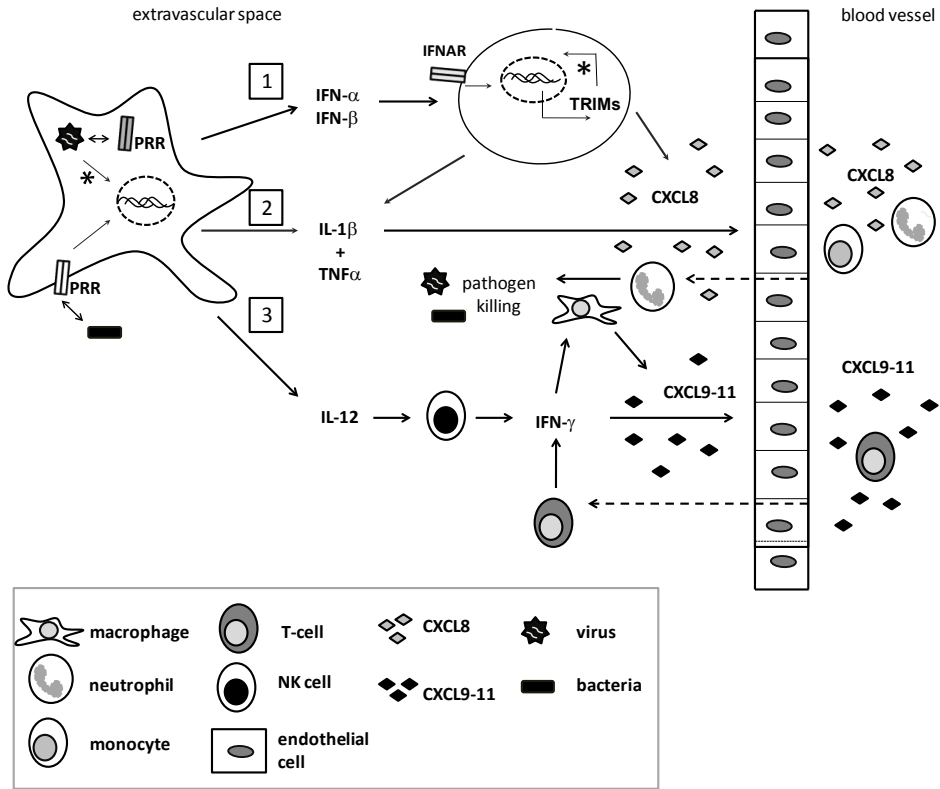 extravascular space
blood vessel
1
IFN-α
IFN-β
IFNAR
*
TRIMs
PRR
*
CXCL8
CXCL8
2
IL-1β
+
TNFα
PRR
pathogen
killing
3
CXCL9-11
CXCL9-11
IL-12
IFN-γ
macrophage
T-cell
CXCL8
virus
neutrophil
NK cell
CXCL9-11
bacteria
monocyte
endothelial
cell